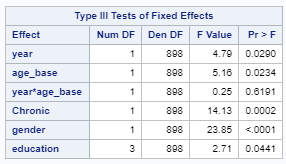 Type III Tests of Fixed Effects
Effect Num DF Den DF F Value Pr > F
year 1 898 4.79 0.0290
age_base 1 898 5.16 0.0234
year*age_base 1 898 0.25 0.6191
Chronic 1 898 14.13 0.0002
gender 1 898 23.85 <.0001
education 3 898 2.71 0.0441